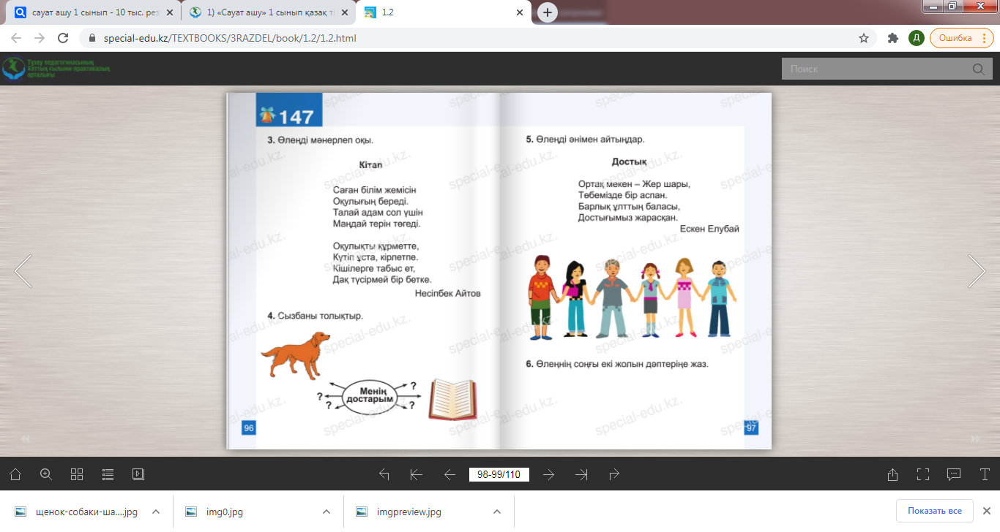 сауат ашу 1 сынып - 10 тыс. рез
1) «Сауат ашу» 1 сынып қазақ ті
1.2
special-edu.kz/TEXTBOOKS/3RAZDEL/book/1.2/1.2.html
Д
Ошибка
Түзеу педагогикасының
Ұлттық ғылыми-практикалық
орталығы
Поиск
147
3. Өлеңді мәнерлеп оқы.
Кітап
Саған білім жемісін
Оқулығың береді.
Талай адам сол үшін
Маңдай терін төгеді.
Оқулықты құрметте,
Күтіп ұста, кірлетпе.
Кішілерге табыс ет,
Дақ түсірмей бір бетке.
Несіпбек Айтов
4. Сызбаны толықтыр.
Менің
достарым
?
?
?
?
96
5. Өлеңді әнімен айтыңдар.
Достық
Ортақ мекен – Жер шары,
Төбемізде бір аспан.
Барлық ұлттың баласы,
Достығымыз жарасқан.
Ескен Елубай
6. Өлеңнің соңғы екі жолын дәптеріңе жаз.
97
special-edu.kz.
98-99/110
щенок-собаки-ша....jpg
img0.jpg
imgpreview.jpg
Показать все